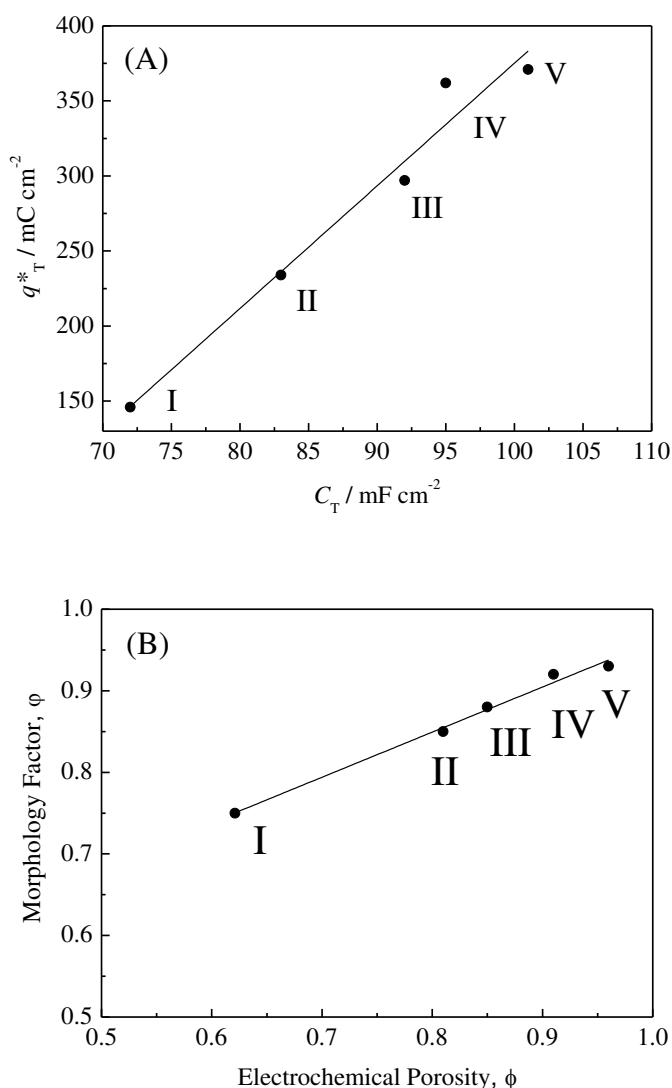 (A)
400
350
300
250
200
150
q*T / mC cm-2
I
II
III
IV
V
70 75 80 85 90 95 100 105 110
CT / mF cm-2
(B)
1.0
0.9
0.8
0.7
0.6
0.5
Morphology Factor, φ
I
II
III
IV
V
0.5 0.6 0.7 0.8 0.9 1.0
Electrochemical Porosity, ϕ